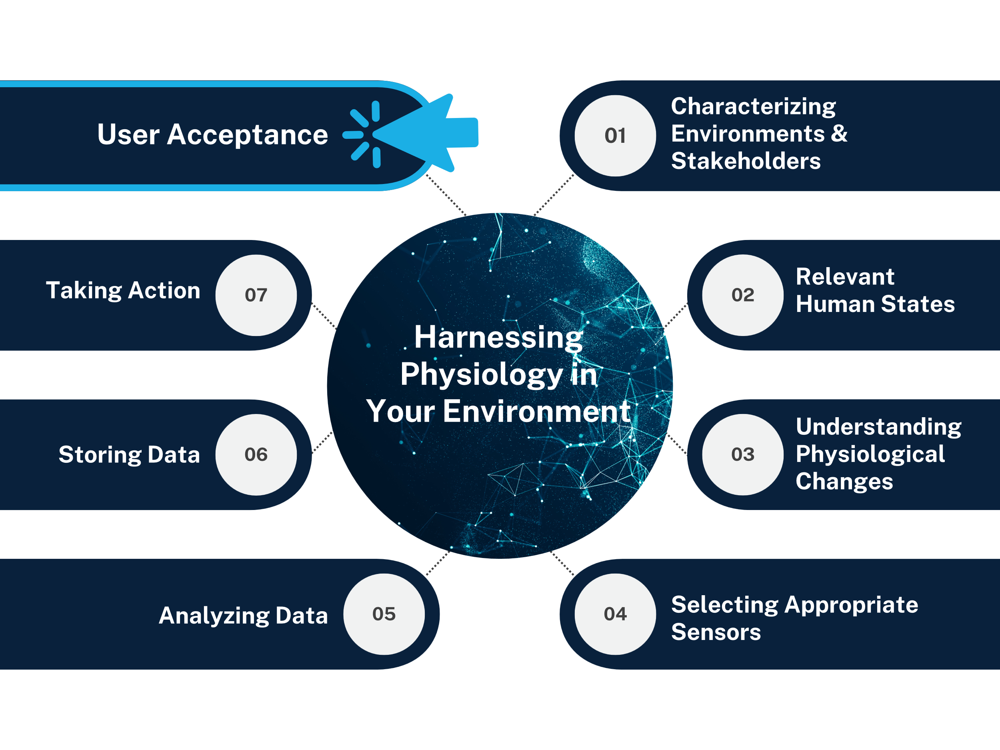 User Acceptance
01
Characterizing
Environments &
Stakeholders
02
Relevant
Human States
03
Understanding
Physiological
Changes
04
Selecting Appropriate
Sensors
05
Analyzing Data
06
Storing Data
07
Taking Action
Harnessing
Physiology in
Your Environment